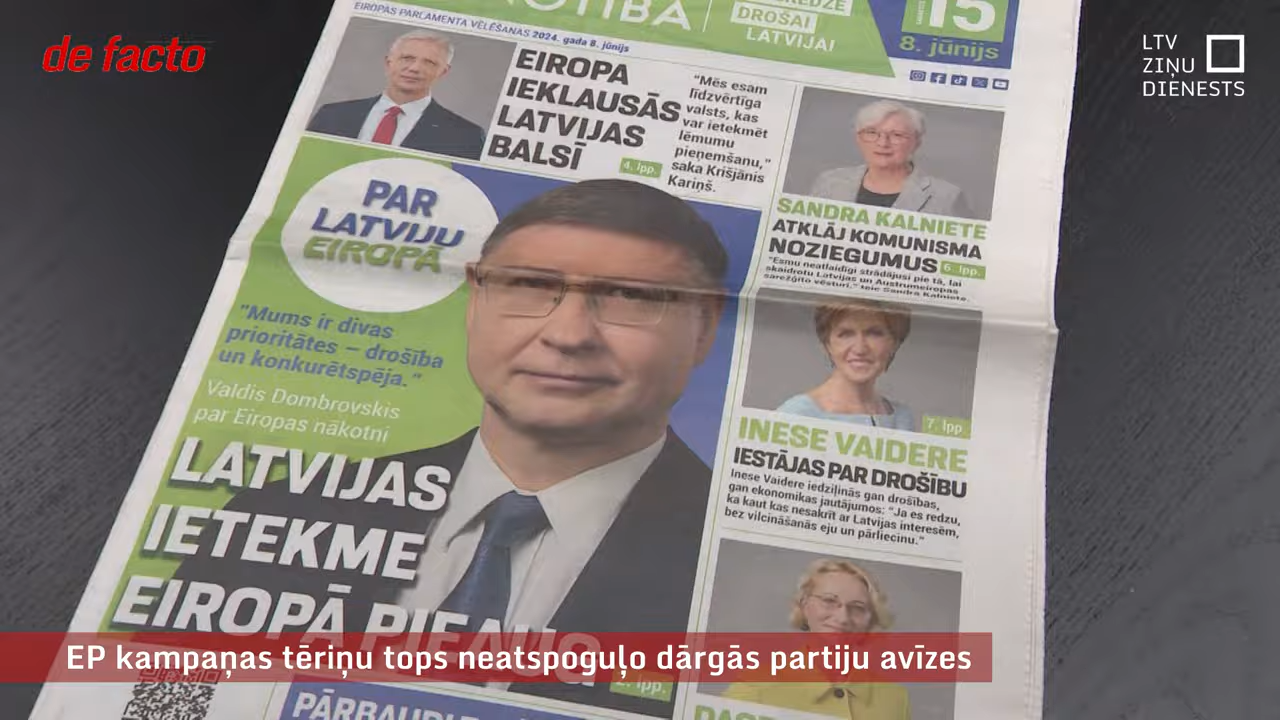 de facto
LTV
ZIŅU
DIENESTS
DROŠAI
LATVIJAI
15
8. jūnijs
EIROPAS PARLAMENTA VĒLĒŠANAS 2024. gada 8. jūnijs
EIROPA
IEKLAUSĀS
LATVIJAS
BALSĪ
4. lpp.
"Mēs esam
līdzvērtīga
valsts, kas
var ietekmēt
lēmumu
pieņemšanu,"
saka Krišjānis
Kariņš.
SANDRA KALNIETE
ATKLĀJ KOMUNISMA
NOZIEGUMUS
6. lpp.
"Esmu neatlaidīgi strādājusi pie tā, lai
skaidrotu Latvijas un Austrumeiropas
sarežģīto vēsturi," teic Sandra Kalniete.
PAR
LATVIJU
EIROPĀ
"Mums ir divas
prioritātes – drošība
un konkurētspēja."
Valdis Dombrovskis
par Eiropas nākotni
LATVIJAS
IETEKME
EIROPĀ PIEAUG
2. lpp.
7. lpp.
INESE VAIDERE
IESTĀJAS PAR DROŠĪBU
Inese Vaidere iedziļinās gan drošības,
gan ekonomikas jautājumos: "Ja es redzu,
ka kaut kas nesakrīt ar Latvijas interesēm,
bez vilcināšanās eju un pārliecinu."
EP kampaņas tēriņu tops neatspoguļo dārgās partiju avīzes